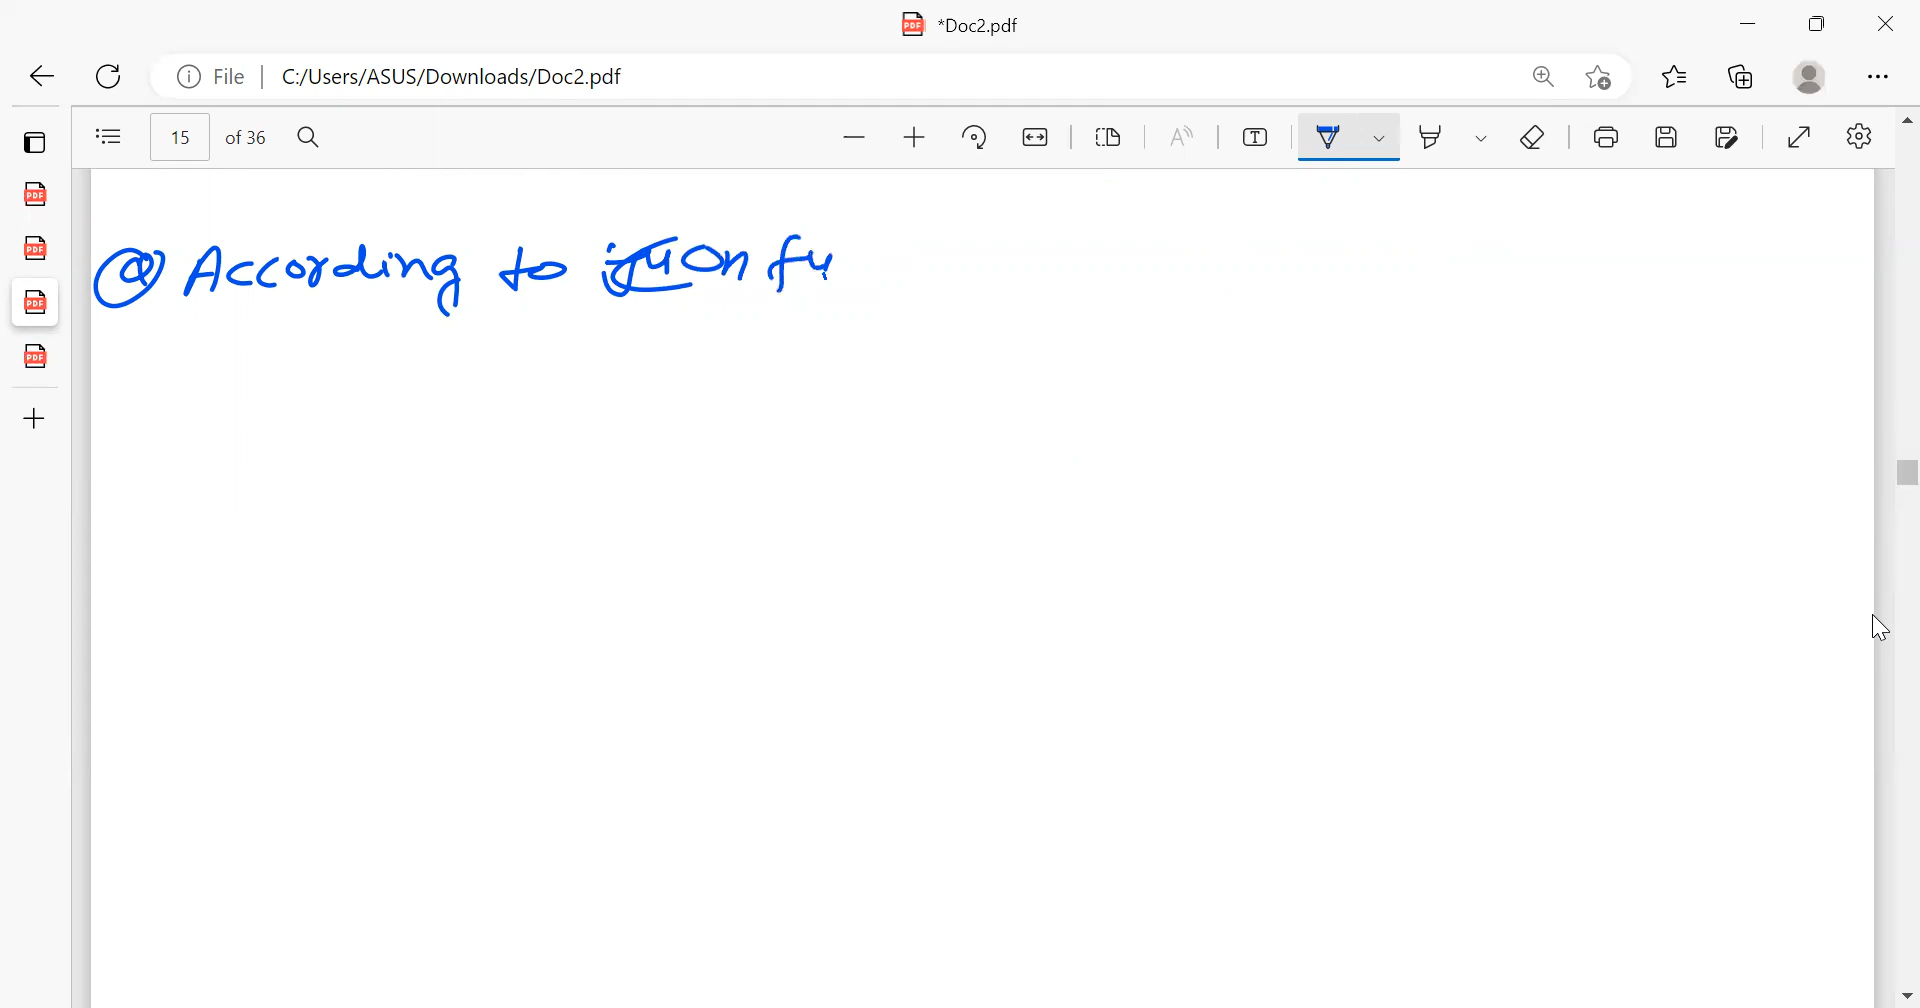 *Doc2.pdf
File C:/Users/ASUS/Downloads/Doc2.pdf
15 of 36
ⓐ According to